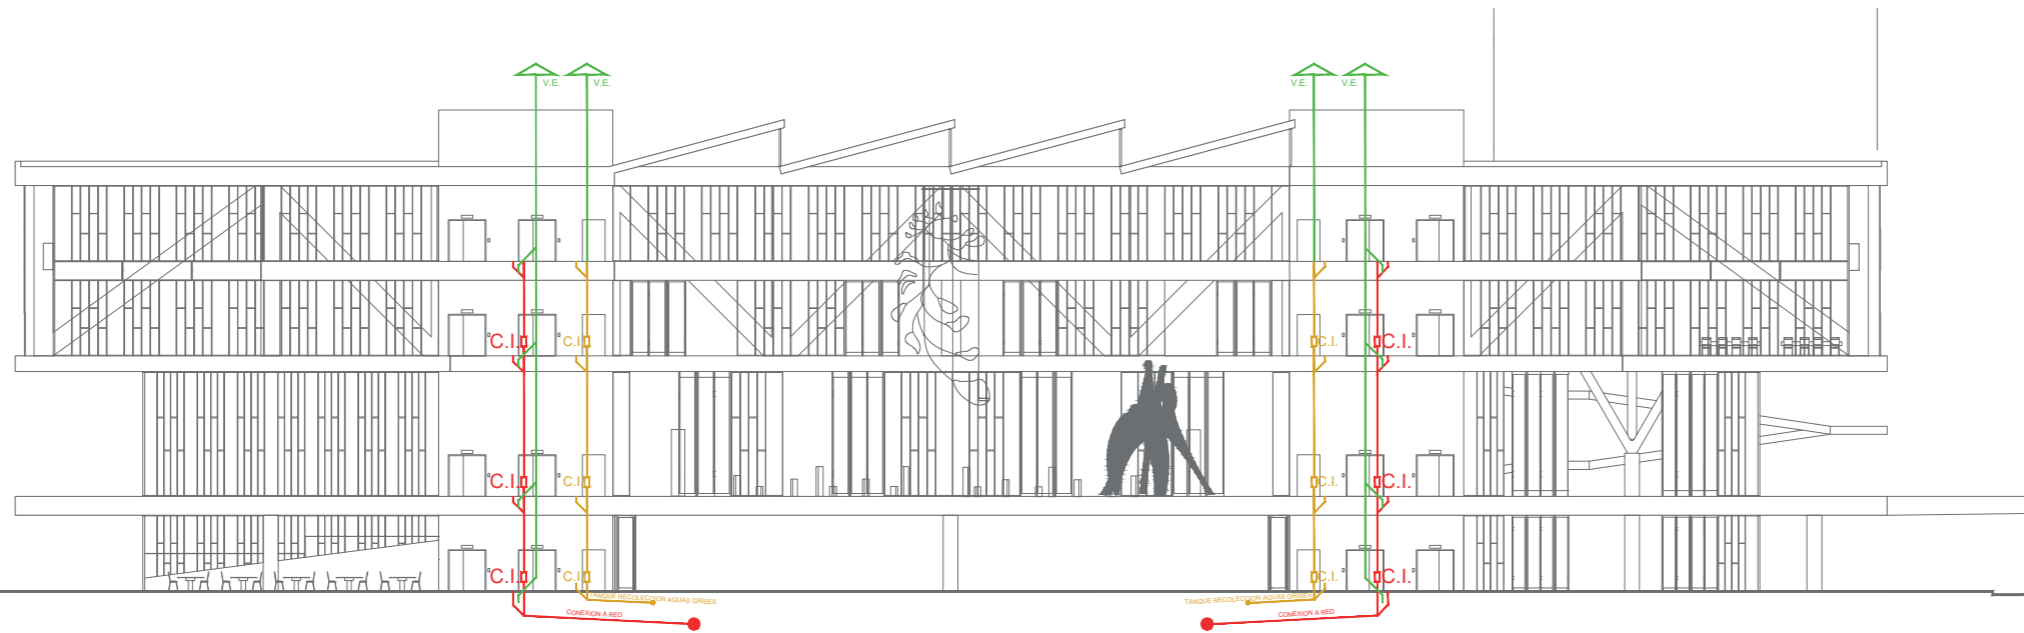 V.E. V.E. V.E. V.E.
C.I. C.I. C.I. C.I.
C.I. C.I. C.I. C.I.
C.I. C.I. C.I. C.I.
TANQUE RECOLECCION AGUAS GRISES TANQUE RECOLECCION AGUAS GRISES
CONEXION A RED CONEXION A RED